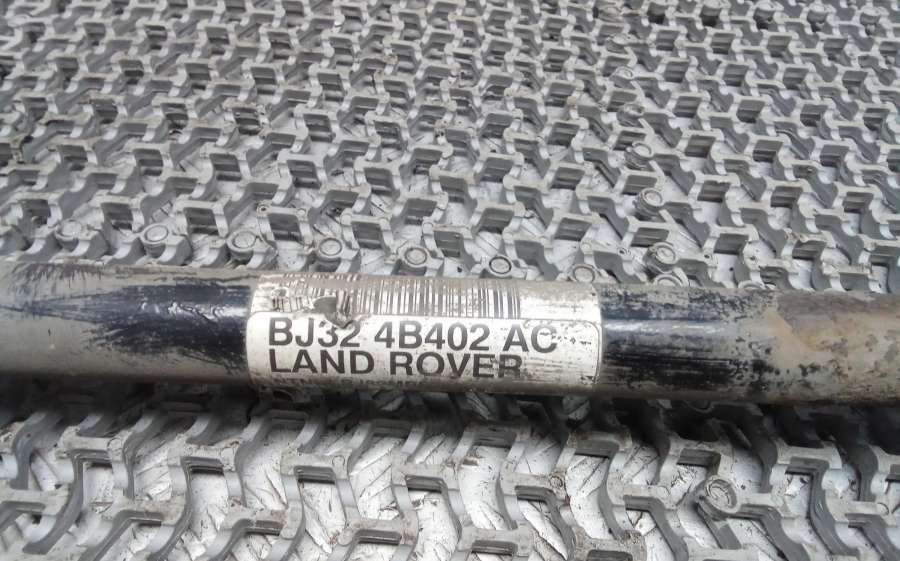 BJ32 4B402 AC
LAND ROVER